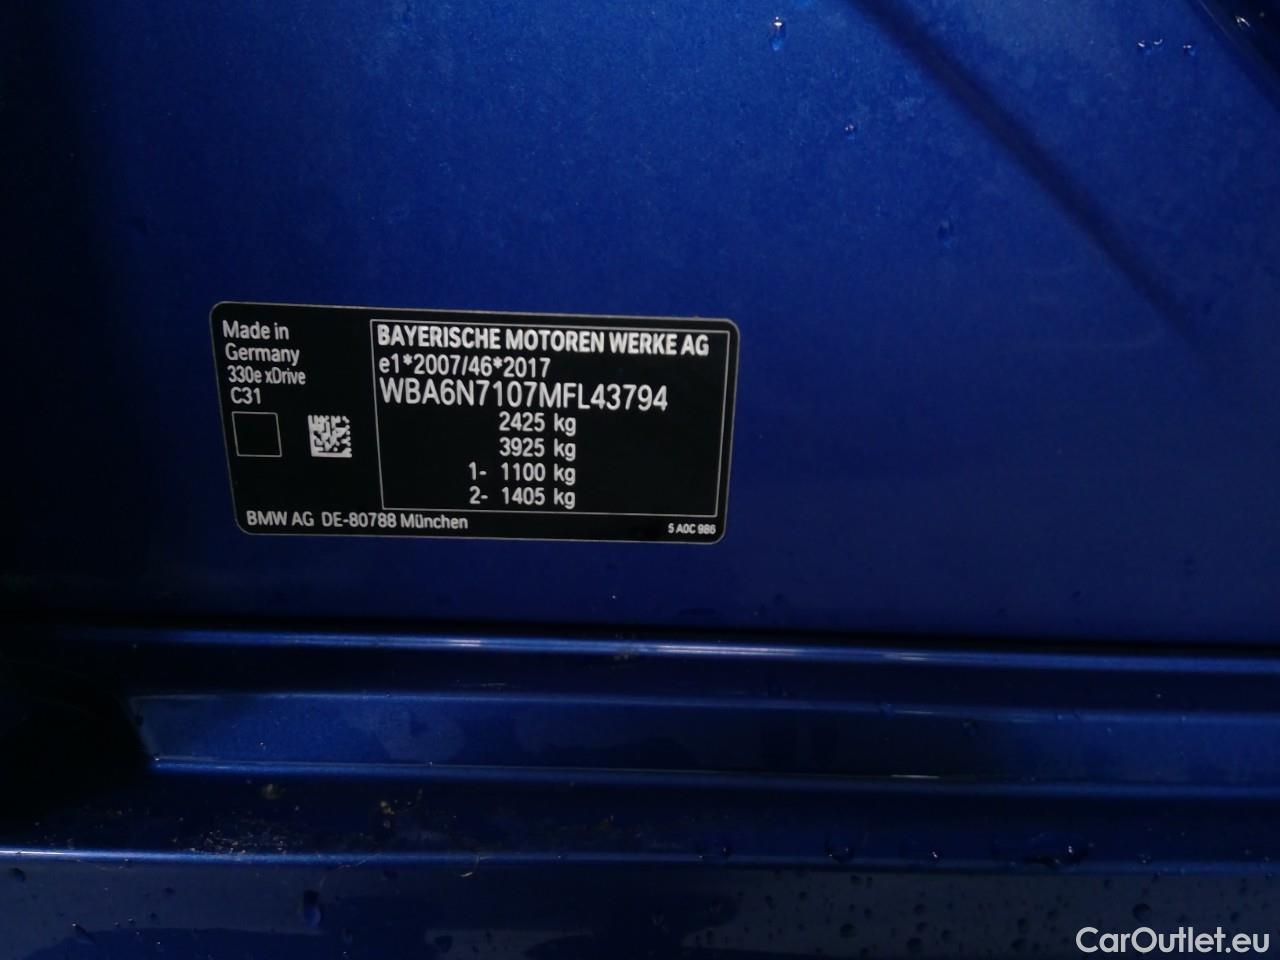 Made in
Germany
330e xDrive
C31
BAYERISCHE MOTOREN WERKE AG
e1*2007/46*2017
WBA6N7107MFL43794
2425 kg
3925 kg
1- 1100 kg
2- 1405 kg
BMW AG DE-80788 München
5 A0C 986
CarOutlet.eu